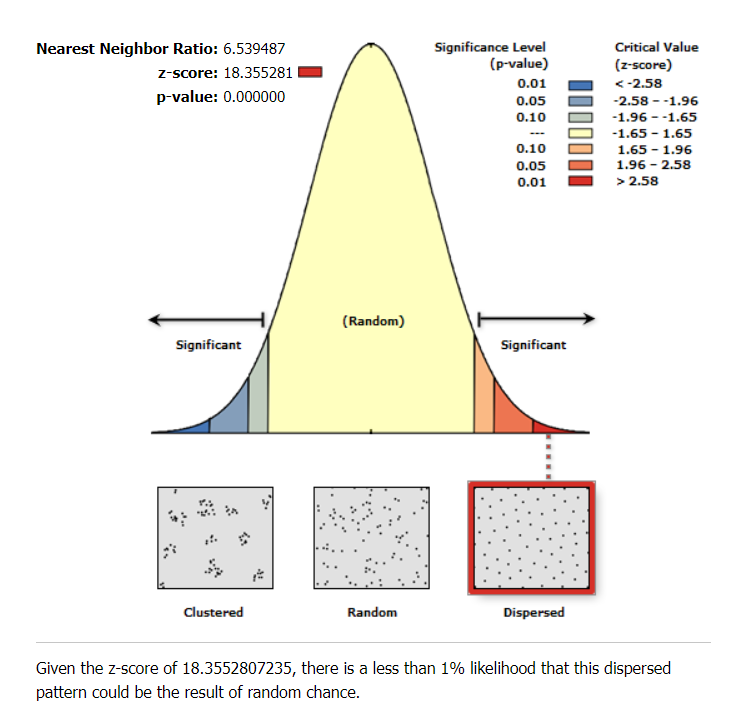 Nearest Neighbor Ratio: 6.539487
z-score: 18.355281
p-value: 0.000000
Significance Level
(p-value)
Critical Value
(z-score)
0.01 < -2.58
0.05 -2.58 – -1.96
0.10 -1.96 – -1.65
--- -1.65 – 1.65
0.10 1.65 – 1.96
0.05 1.96 – 2.58
0.01 > 2.58
(Random)
Significant
Significant
Clustered
Random
Dispersed
Given the z-score of 18.3552807235, there is a less than 1% likelihood that this dispersed
pattern could be the result of random chance.